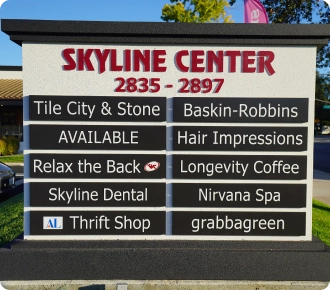 SKYLINE CENTER
2835 - 2897
Tile City & Stone
Baskin-Robbins
AVAILABLE
Hair Impressions
Relax the Back
Longevity Coffee
Skyline Dental
Nirvana Spa
AL Thrift Shop
grabbagreen